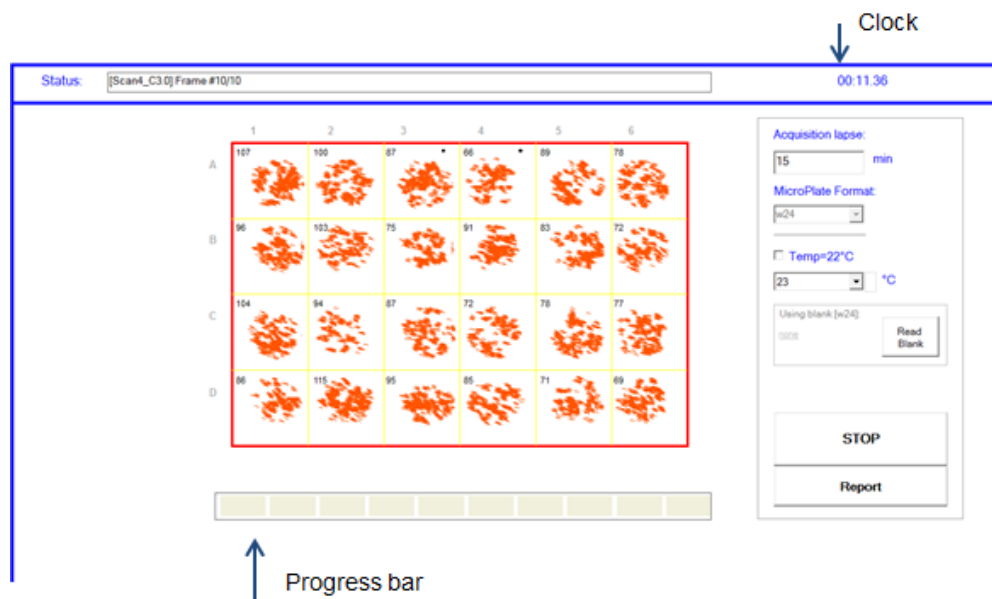 Clock
Status: [Scan4_C3.0] Frame #10/10 00:11.36
1 2 3 4 5 6
A 107 100 87 66 89 78
B 96 103 75 91 83 72
C 104 94 87 72 78 77
D 86 115 95 85 71 69
Acquisition lapse:
15 min
MicroPlate Format:
w24
Temp=22°C
23 °C
Using blank [w24]:
none
Read
Blank
STOP
Report
Progress bar